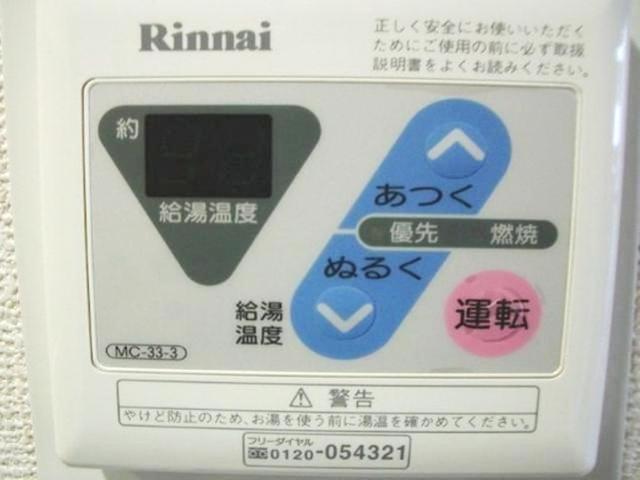 Rinnai
正しく安全にお使いいただく
ためにご使用の前に必ず取扱
説明書をよくお読みください。
約
給湯温度
あつく
優先 燃焼
ぬるく
給湯
温度
運転
MC-33-3
⚠ 警告
やけど防止のため、お湯を使う前に湯温を確かめてください。
フリーダイヤル
0120-054321